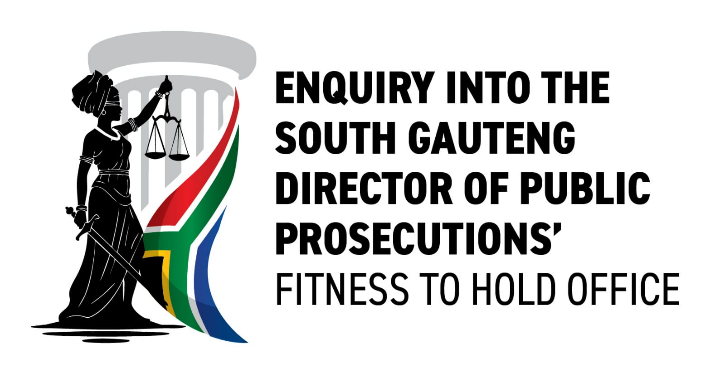 ENQUIRY INTO THE
SOUTH GAUTENG
DIRECTOR OF PUBLIC
PROSECUTIONS’
FITNESS TO HOLD OFFICE